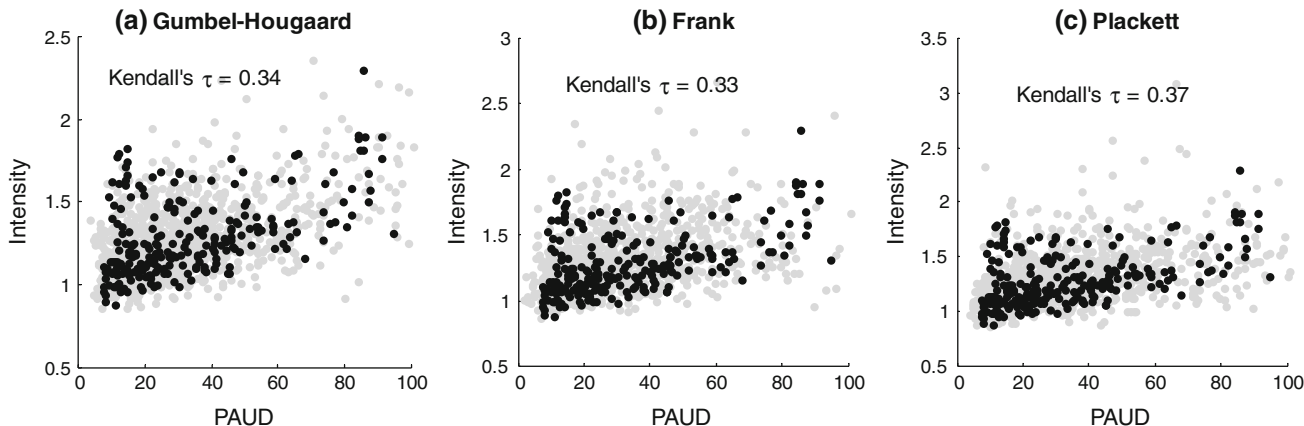 (a) Gumbel-Hougaard
2.5
2
1.5
1
0.5
Intensity
Kendall's τ = 0.34
0 20 40 60 80 100
PAUD
(b) Frank
3
2.5
2
1.5
1
0.5
Intensity
Kendall's τ = 0.33
0 20 40 60 80 100
PAUD
(c) Plackett
3.5
3
2.5
2
1.5
1
0.5
Intensity
Kendall's τ = 0.37
0 20 40 60 80 100
PAUD